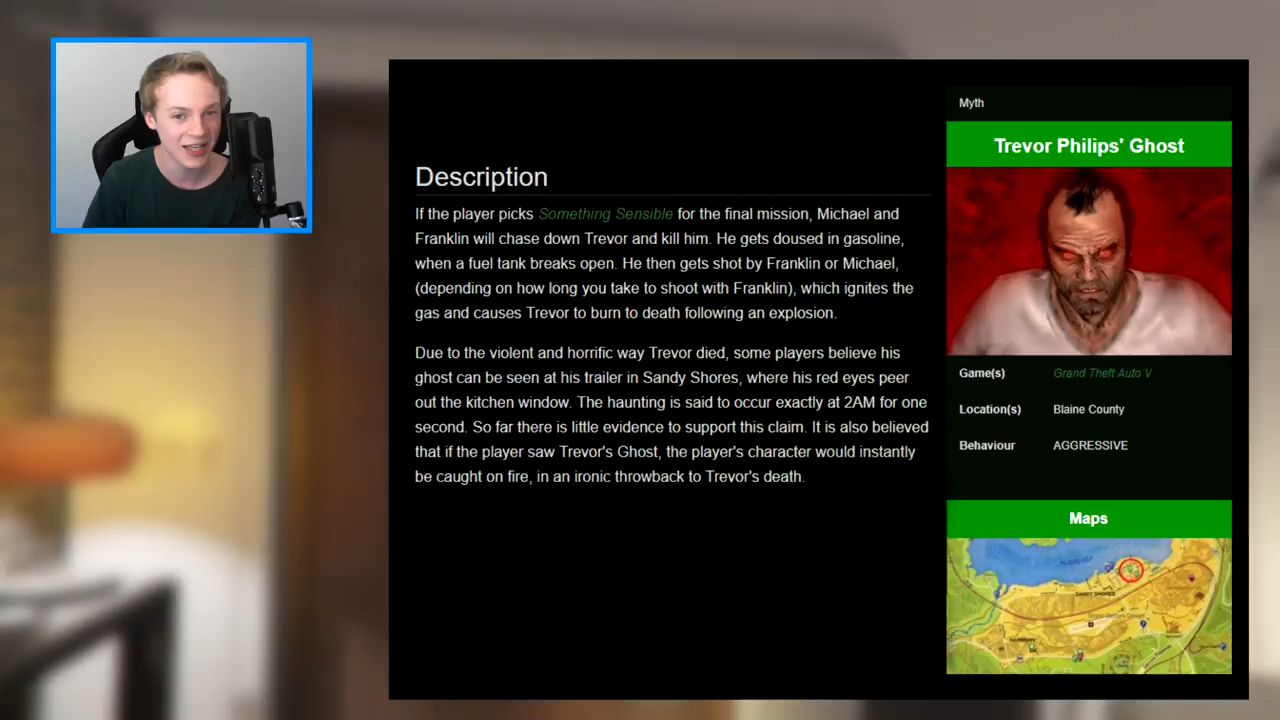 Description
If the player picks Something Sensible for the final mission, Michael and
Franklin will chase down Trevor and kill him. He gets doused in gasoline,
when a fuel tank breaks open. He then gets shot by Franklin or Michael,
(depending on how long you take to shoot with Franklin), which ignites the
gas and causes Trevor to burn to death following an explosion.
Due to the violent and horrific way Trevor died, some players believe his
ghost can be seen at his trailer in Sandy Shores, where his red eyes peer
out the kitchen window. The haunting is said to occur exactly at 2AM for one
second. So far there is little evidence to support this claim. It is also believed
that if the player saw Trevor's Ghost, the player's character would instantly
be caught on fire, in an ironic throwback to Trevor's death.
Myth
Trevor Philips' Ghost
Game(s) Grand Theft Auto V
Location(s) Blaine County
Behaviour AGGRESSIVE
Maps
SANDY SHORES
HARMONY